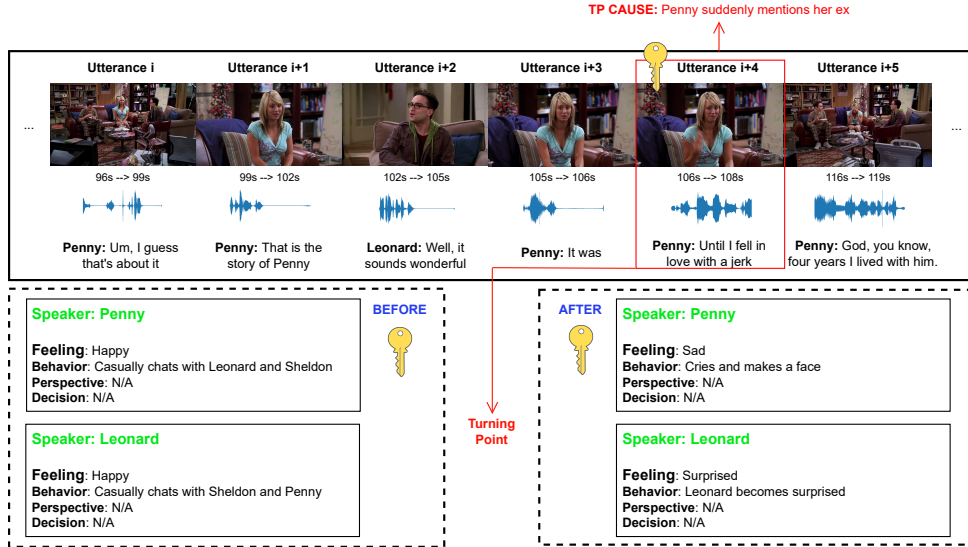 TP CAUSE: Penny suddenly mentions her ex
Utterance i
Utterance i+1
Utterance i+2
Utterance i+3
Utterance i+4
Utterance i+5
...
...
96s --> 99s
99s --> 102s
102s --> 105s
105s --> 106s
106s --> 108s
116s --> 119s
Penny: Um, I guess
that's about it
Penny: That is the
story of Penny
Leonard: Well, it
sounds wonderful
Penny: It was
Penny: Until I fell in
love with a jerk
Penny: God, you know,
four years I lived with him.
BEFORE
Speaker: Penny
Feeling: Happy
Behavior: Casually chats with Leonard and Sheldon
Perspective: N/A
Decision: N/A
Speaker: Leonard
Feeling: Happy
Behavior: Casually chats with Sheldon and Penny
Perspective: N/A
Decision: N/A
Turning
Point
AFTER
Speaker: Penny
Feeling: Sad
Behavior: Cries and makes a face
Perspective: N/A
Decision: N/A
Speaker: Leonard
Feeling: Surprised
Behavior: Leonard becomes surprised
Perspective: N/A
Decision: N/A